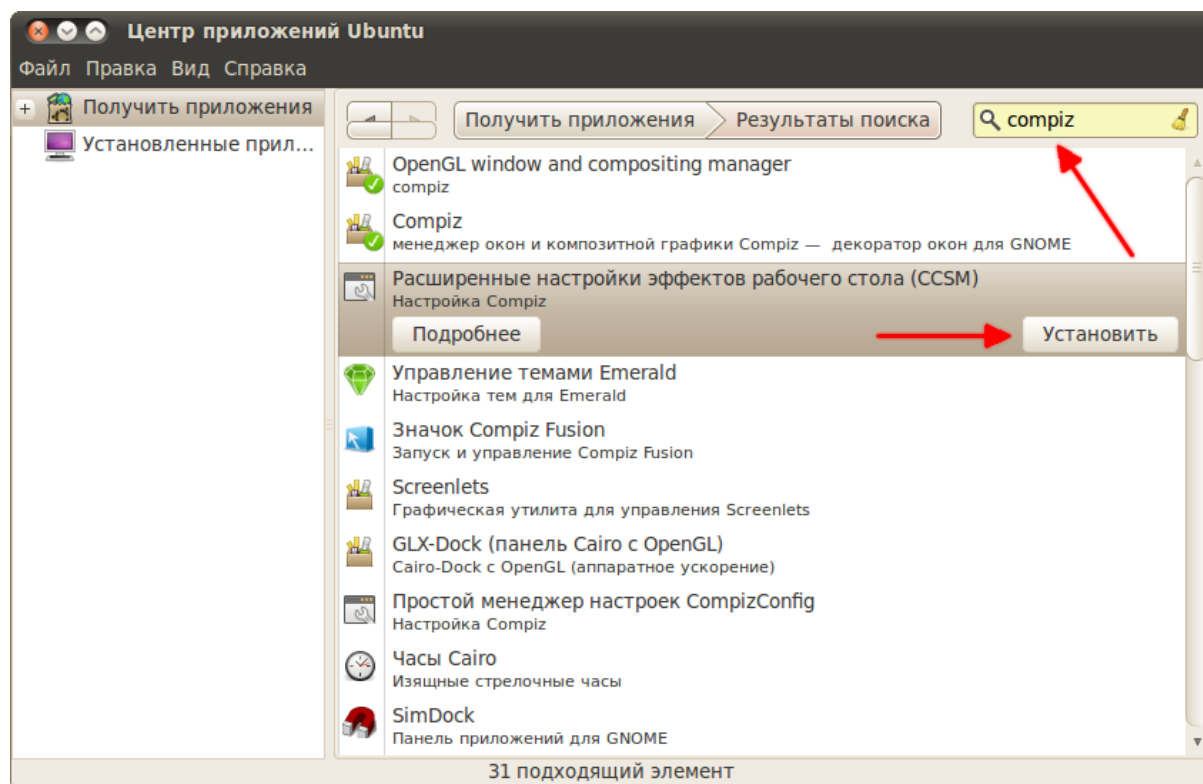 Центр приложений Ubuntu
Файл Правка Вид Справка
Получить приложения
Установленные прил...
Получить приложения Результаты поиска compiz
OpenGL window and compositing manager
compiz
Compiz
менеджер окон и композитной графики Compiz — декоратор окон для GNOME
Расширенные настройки эффектов рабочего стола (CCSM)
Настройка Compiz
Подробнее Установить
Управление темами Emerald
Настройка тем для Emerald
Значок Compiz Fusion
Запуск и управление Compiz Fusion
Screenlets
Графическая утилита для управления Screenlets
GLX-Dock (панель Cairo с OpenGL)
Cairo-Dock с OpenGL (аппаратное ускорение)
Простой менеджер настроек CompizConfig
Настройка Compiz
Часы Cairo
Изящные стрелочные часы
SimDock
Панель приложений для GNOME
31 подходящий элемент